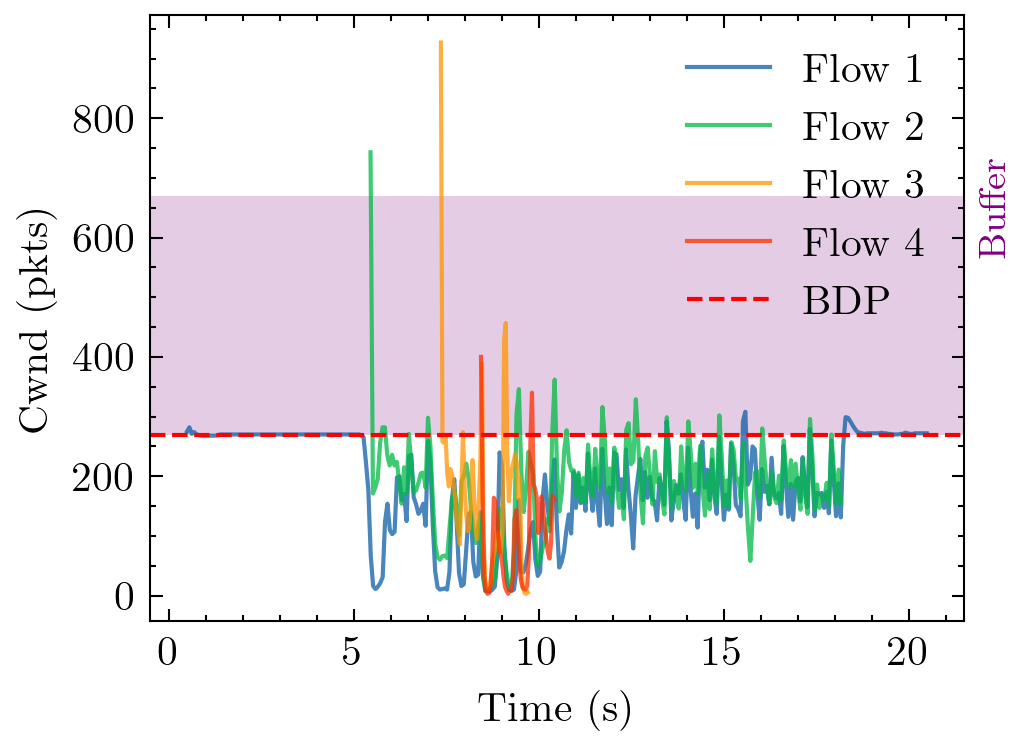 Flow 1
Flow 2
Flow 3
Flow 4
BDP
Buffer
Cwnd (pkts)
800
600
400
200
0
0 5 10 15 20
Time (s)